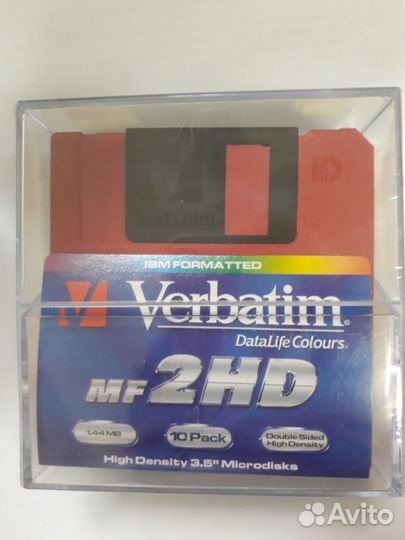 HD
Verbatim
IBM FORMATTED
Verbatim®
DataLife Colours™
MF 2HD
1.44 MB
10 Pack
Double Sided
High Density
High Density 3.5" Microdisks
Avito